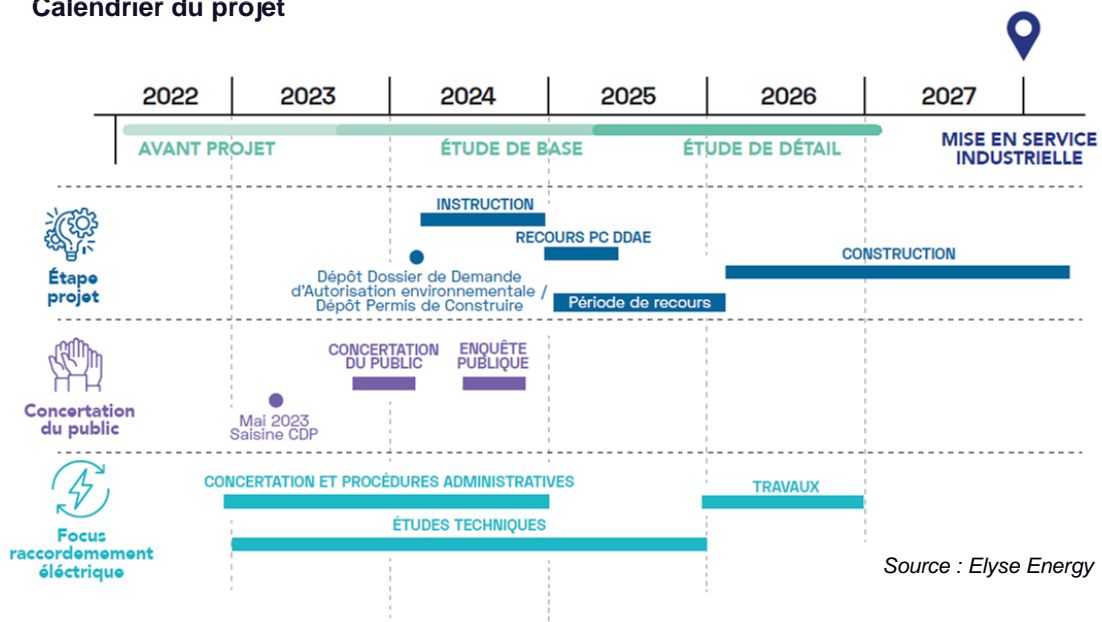 Calendrier du projet
2022 2023 2024 2025 2026 2027
AVANT PROJET ÉTUDE DE BASE ÉTUDE DE DÉTAIL
MISE EN SERVICE
INDUSTRIELLE
Étape
projet
INSTRUCTION
RECOURS PC DDAE
CONSTRUCTION
Dépôt Dossier de Demande
d'Autorisation environnementale /
Dépôt Permis de Construire
Période de recours
Concertation
du public
CONCERTATION
DU PUBLIC
ENQUÊTE
PUBLIQUE
Mai 2023
Saisine CDP
Focus
raccordemement
éléctrique
CONCERTATION ET PROCÉDURES ADMINISTRATIVES
TRAVAUX
ÉTUDES TECHNIQUES
Source : Elyse Energy